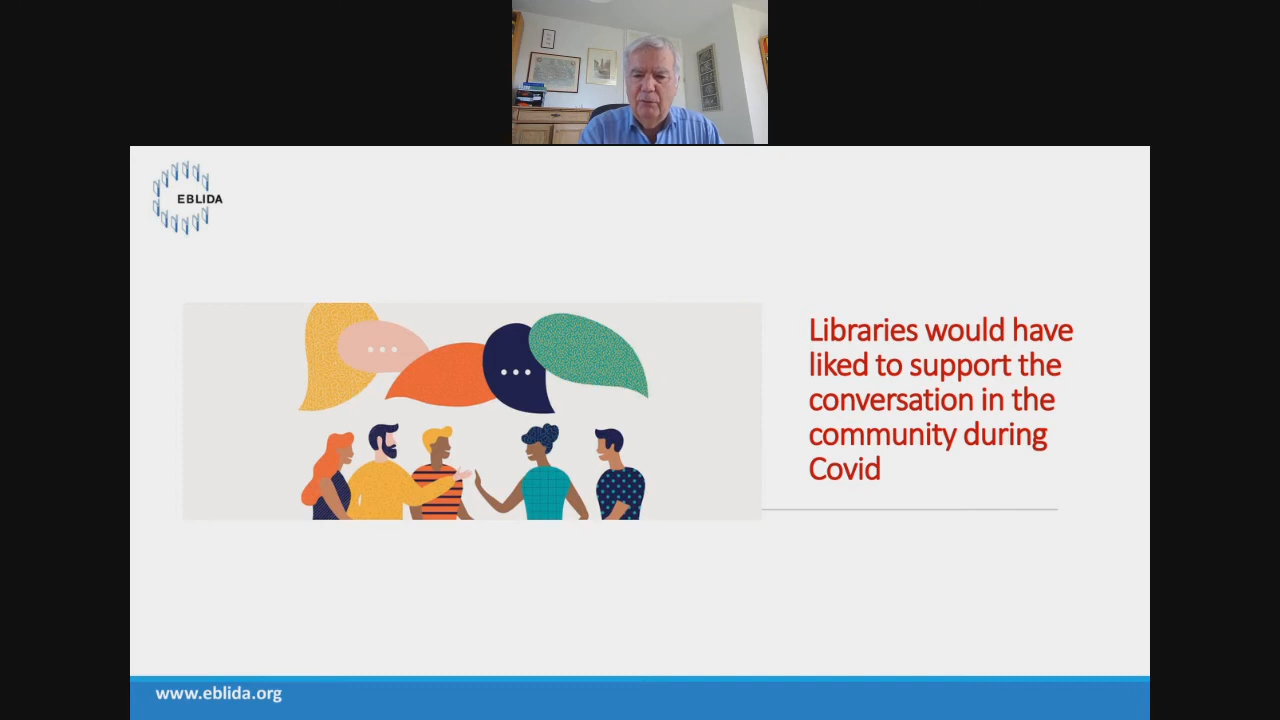 EBLIDA
Libraries would have
liked to support the
conversation in the
community during
Covid
www.eblida.org